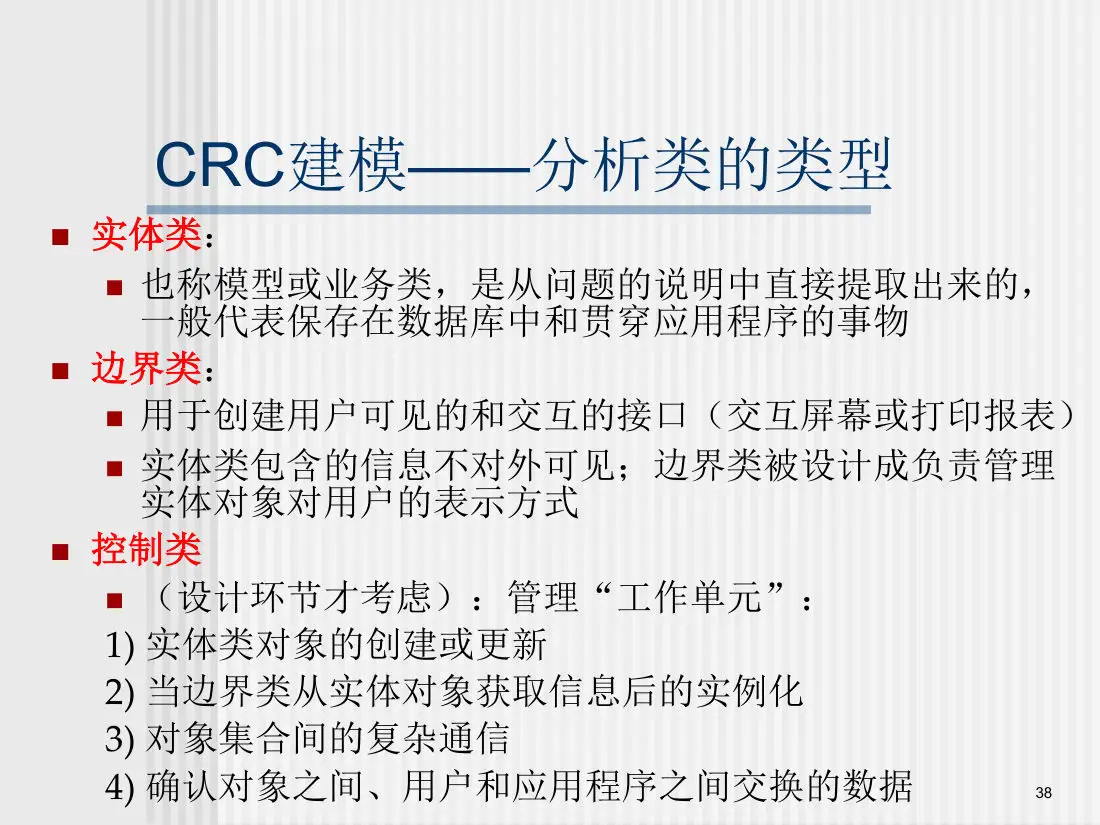 CRC建模——分析类的类型
■ 实体类：
■ 也称模型或业务类，是从问题的说明中直接提取出来的，
一般代表保存在数据库中和贯穿应用程序的事物
■ 边界类：
■ 用于创建用户可见的和交互的接口（交互屏幕或打印报表）
■ 实体类包含的信息不对外可见；边界类被设计成负责管理
实体对象对用户的表示方式
■ 控制类
■ （设计环节才考虑）：管理“工作单元”：
1) 实体类对象的创建或更新
2) 当边界类从实体对象获取信息后的实例化
3) 对象集合间的复杂通信
4) 确认对象之间、用户和应用程序之间交换的数据
38